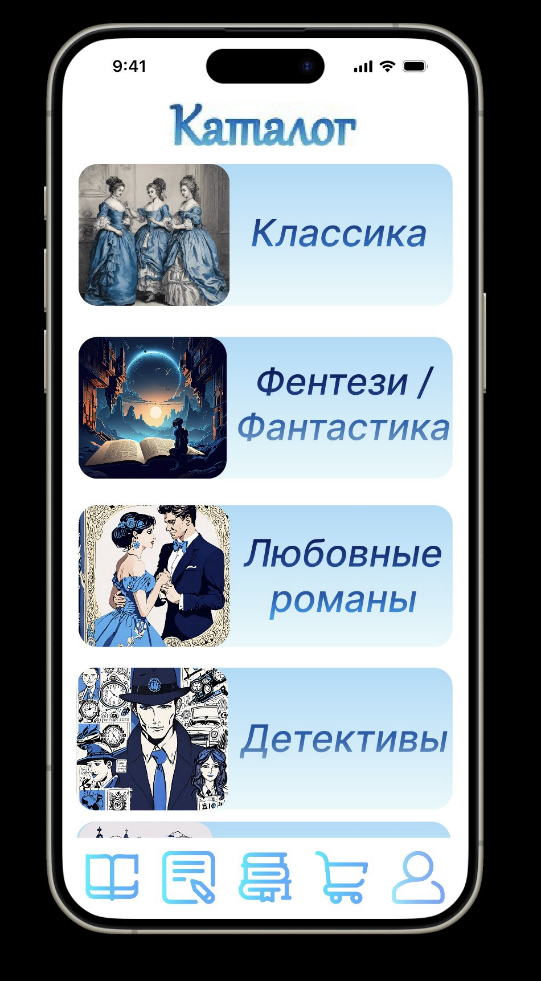 9:41
Каталог
Классика
Фентези /
Фантастика
Любовные
романы
Детективы